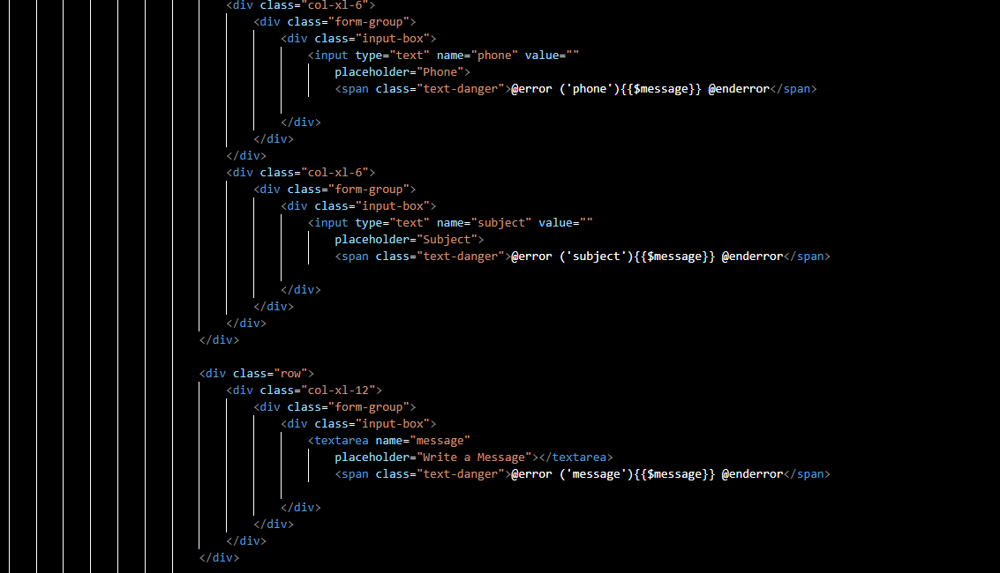 <div class="col-xl-6">
<div class="form-group">
<div class="input-box">
<input type="text" name="phone" value=""
placeholder="Phone">
<span class="text-danger">@error ('phone'){{$message}} @enderror</span>
</div>
</div>
</div>
<div class="col-xl-6">
<div class="form-group">
<div class="input-box">
<input type="text" name="subject" value=""
placeholder="Subject">
<span class="text-danger">@error ('subject'){{$message}} @enderror</span>
</div>
</div>
</div>
</div>
<div class="row">
<div class="col-xl-12">
<div class="form-group">
<div class="input-box">
<textarea name="message"
placeholder="Write a Message"></textarea>
<span class="text-danger">@error ('message'){{$message}} @enderror</span>
</div>
</div>
</div>
</div>